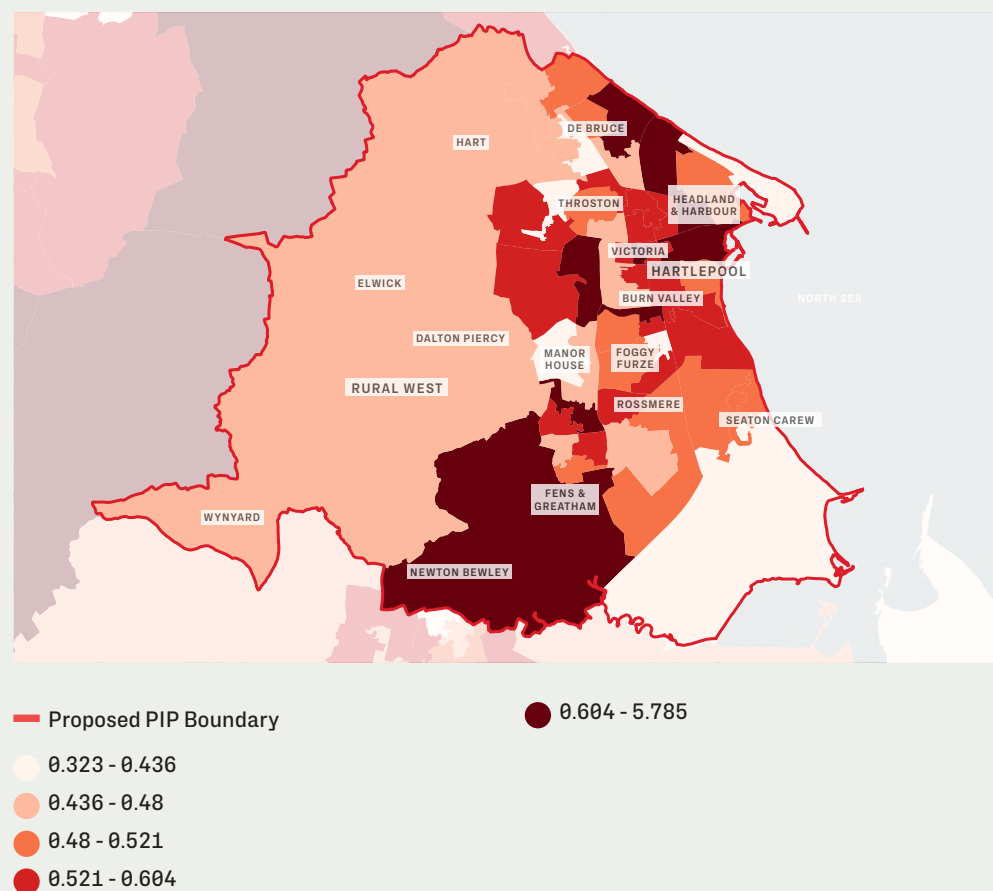 DE BRUCE
HART
THROSTON
HEADLAND
& HARBOUR
VICTORIA
HARTLEPOOL
ELWICK
BURN VALLEY
NORTH SEA
DALTON PIERCY
MANOR
HOUSE
FOGGY
FURZE
RURAL WEST
ROSSMERE
SEATON CAREW
FENS &
GREATHAM
WYNYARD
NEWTON BEWLEY
Proposed PIP Boundary
0.323 - 0.436
0.436 - 0.48
0.48 - 0.521
0.521 - 0.604
0.604 - 5.785